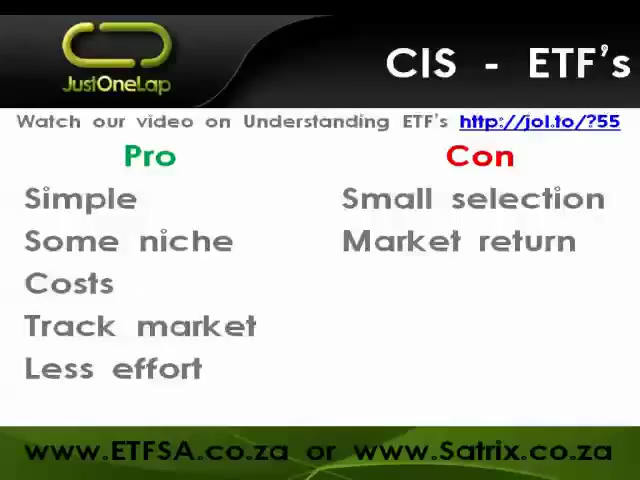 JustOneLap
CIS - ETF's
Watch our video on Understanding ETF's http://jol.to/?55
Pro
Con
Simple
Small selection
Some niche
Market return
Costs
Track market
Less effort
www.ETFSA.co.za or www.Satrix.co.za